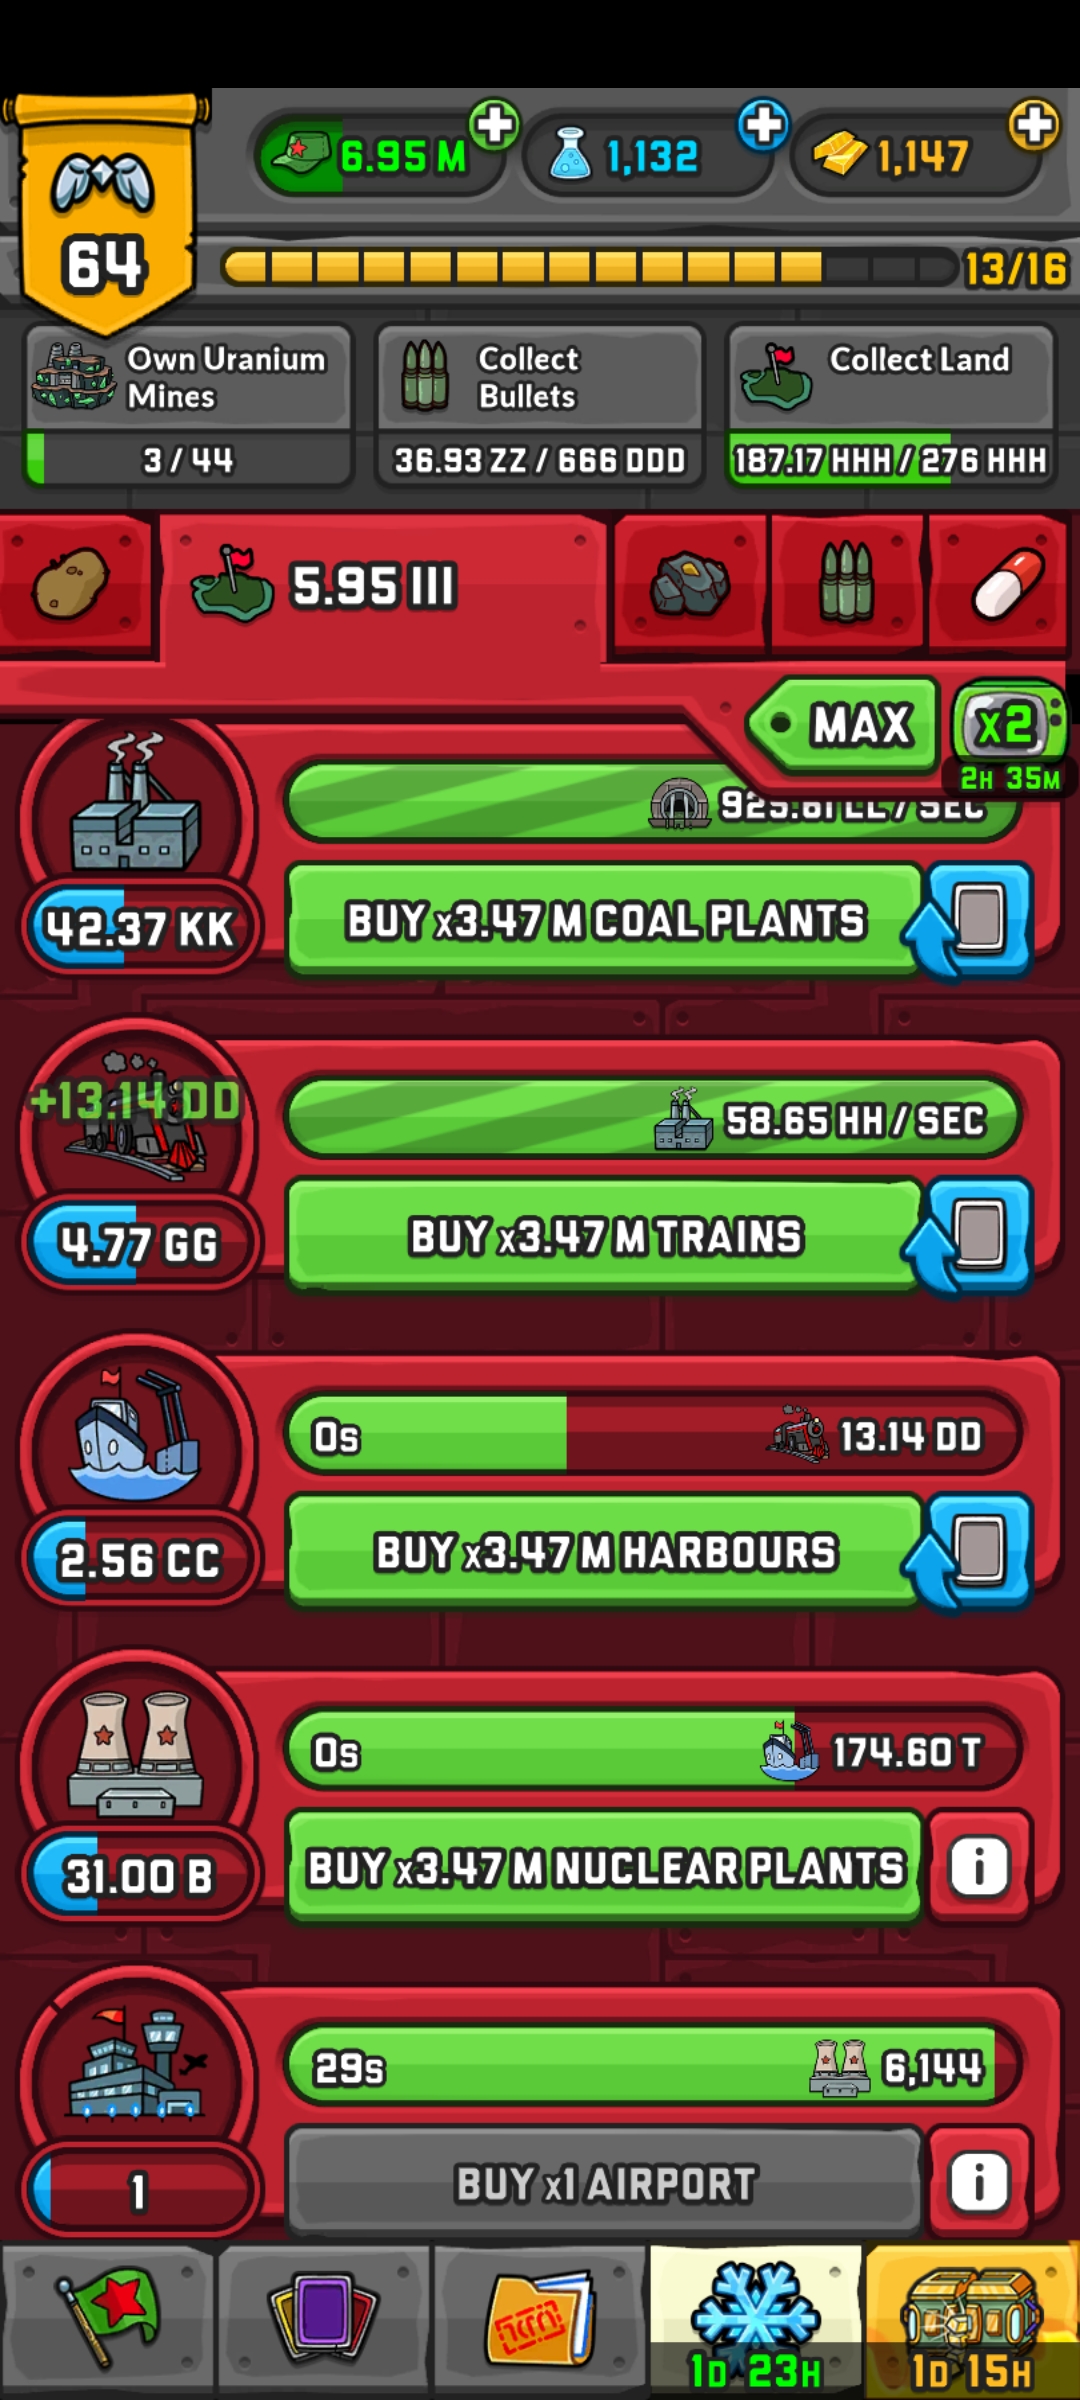 6.95 M
1,132
1,147
64
13/16
Own Uranium
Mines
3 / 44
Collect
Bullets
36.93 ZZ / 666 DDD
Collect Land
187.17 HHH / 276 HHH
5.95 III
MAX
x2
2H 35M
925.81 LL / SEC
42.37 KK
BUY x3.47 M COAL PLANTS
+13.14 DD
58.65 HH / SEC
4.77 GG
BUY x3.47 M TRAINS
0s
13.14 DD
2.56 CC
BUY x3.47 M HARBOURS
0s
174.60 T
31.00 B
BUY x3.47 M NUCLEAR PLANTS
i
29s
6,144
1
BUY x1 AIRPORT
i
1D 23H
1D 15H